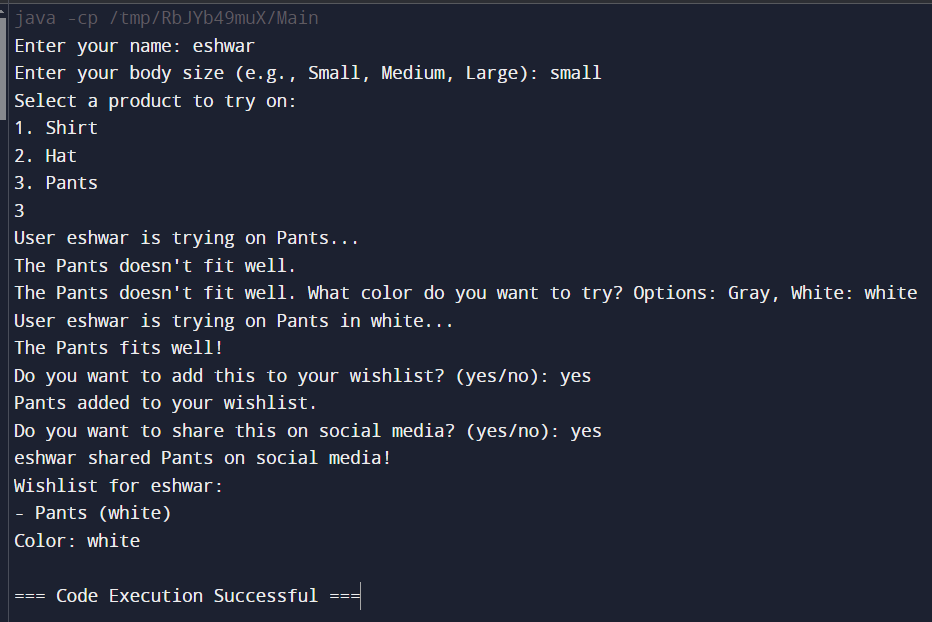 java -cp /tmp/RbJYb49muX/Main
Enter your name: eshwar
Enter your body size (e.g., Small, Medium, Large): small
Select a product to try on:
1. Shirt
2. Hat
3. Pants
3
User eshwar is trying on Pants...
The Pants doesn't fit well.
The Pants doesn't fit well. What color do you want to try? Options: Gray, White: white
User eshwar is trying on Pants in white...
The Pants fits well!
Do you want to add this to your wishlist? (yes/no): yes
Pants added to your wishlist.
Do you want to share this on social media? (yes/no): yes
eshwar shared Pants on social media!
Wishlist for eshwar:
- Pants (white)
Color: white
=== Code Execution Successful ===